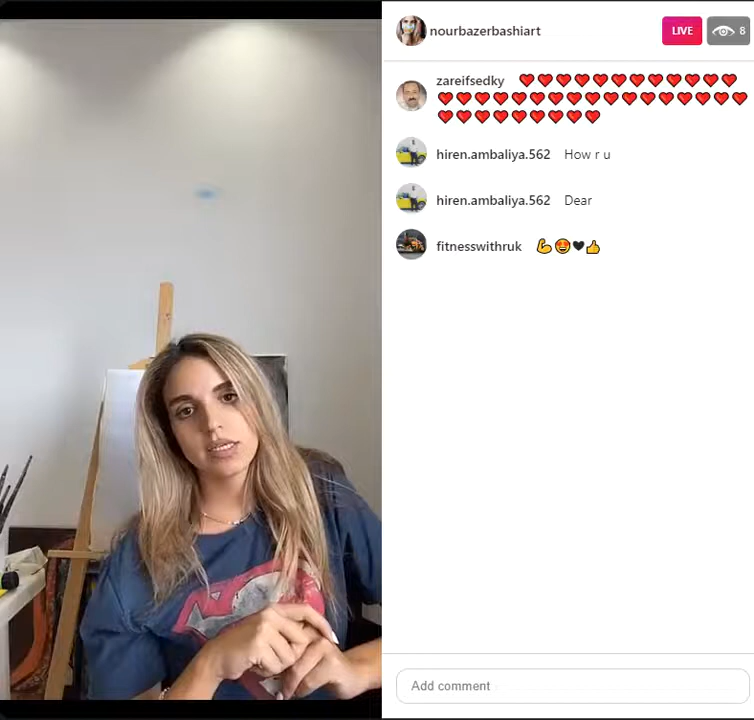 nourbazerbashiart
LIVE
8
zareifsedky ❤❤❤❤❤❤❤❤❤❤❤❤
❤❤❤❤❤❤❤❤❤❤❤❤❤❤❤❤❤
❤❤❤❤❤❤❤❤❤
hiren.ambaliya.562 How r u
hiren.ambaliya.562 Dear
fitnesswithruk 💪😍🖤👍
Add comment